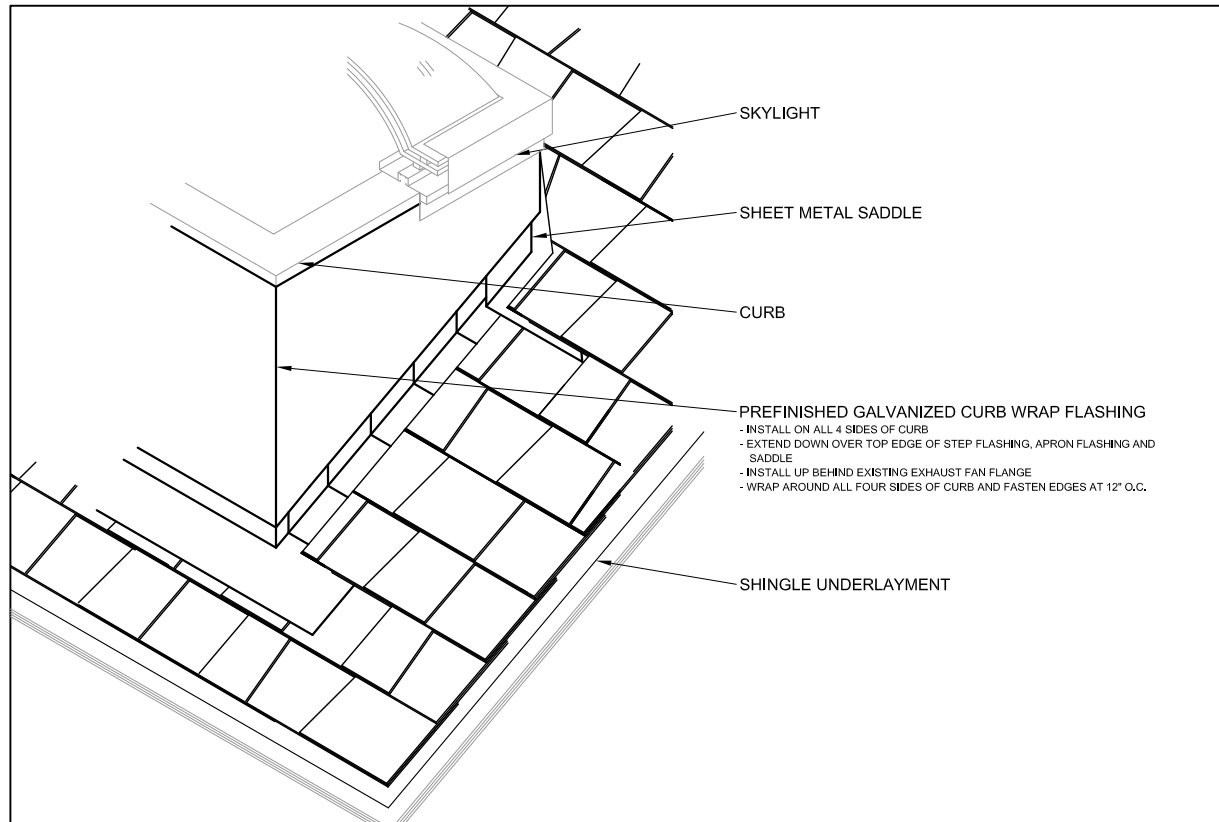 SKYLIGHT
SHEET METAL SADDLE
CURB
PREFINISHED GALVANIZED CURB WRAP FLASHING
- INSTALL ON ALL 4 SIDES OF CURB
- EXTEND DOWN OVER TOP EDGE OF STEP FLASHING, APRON FLASHING AND
SADDLE
- INSTALL UP BEHIND EXISTING EXHAUST FAN FLANGE
- WRAP AROUND ALL FOUR SIDES OF CURB AND FASTEN EDGES AT 12" O.C.
SHINGLE UNDERLAYMENT